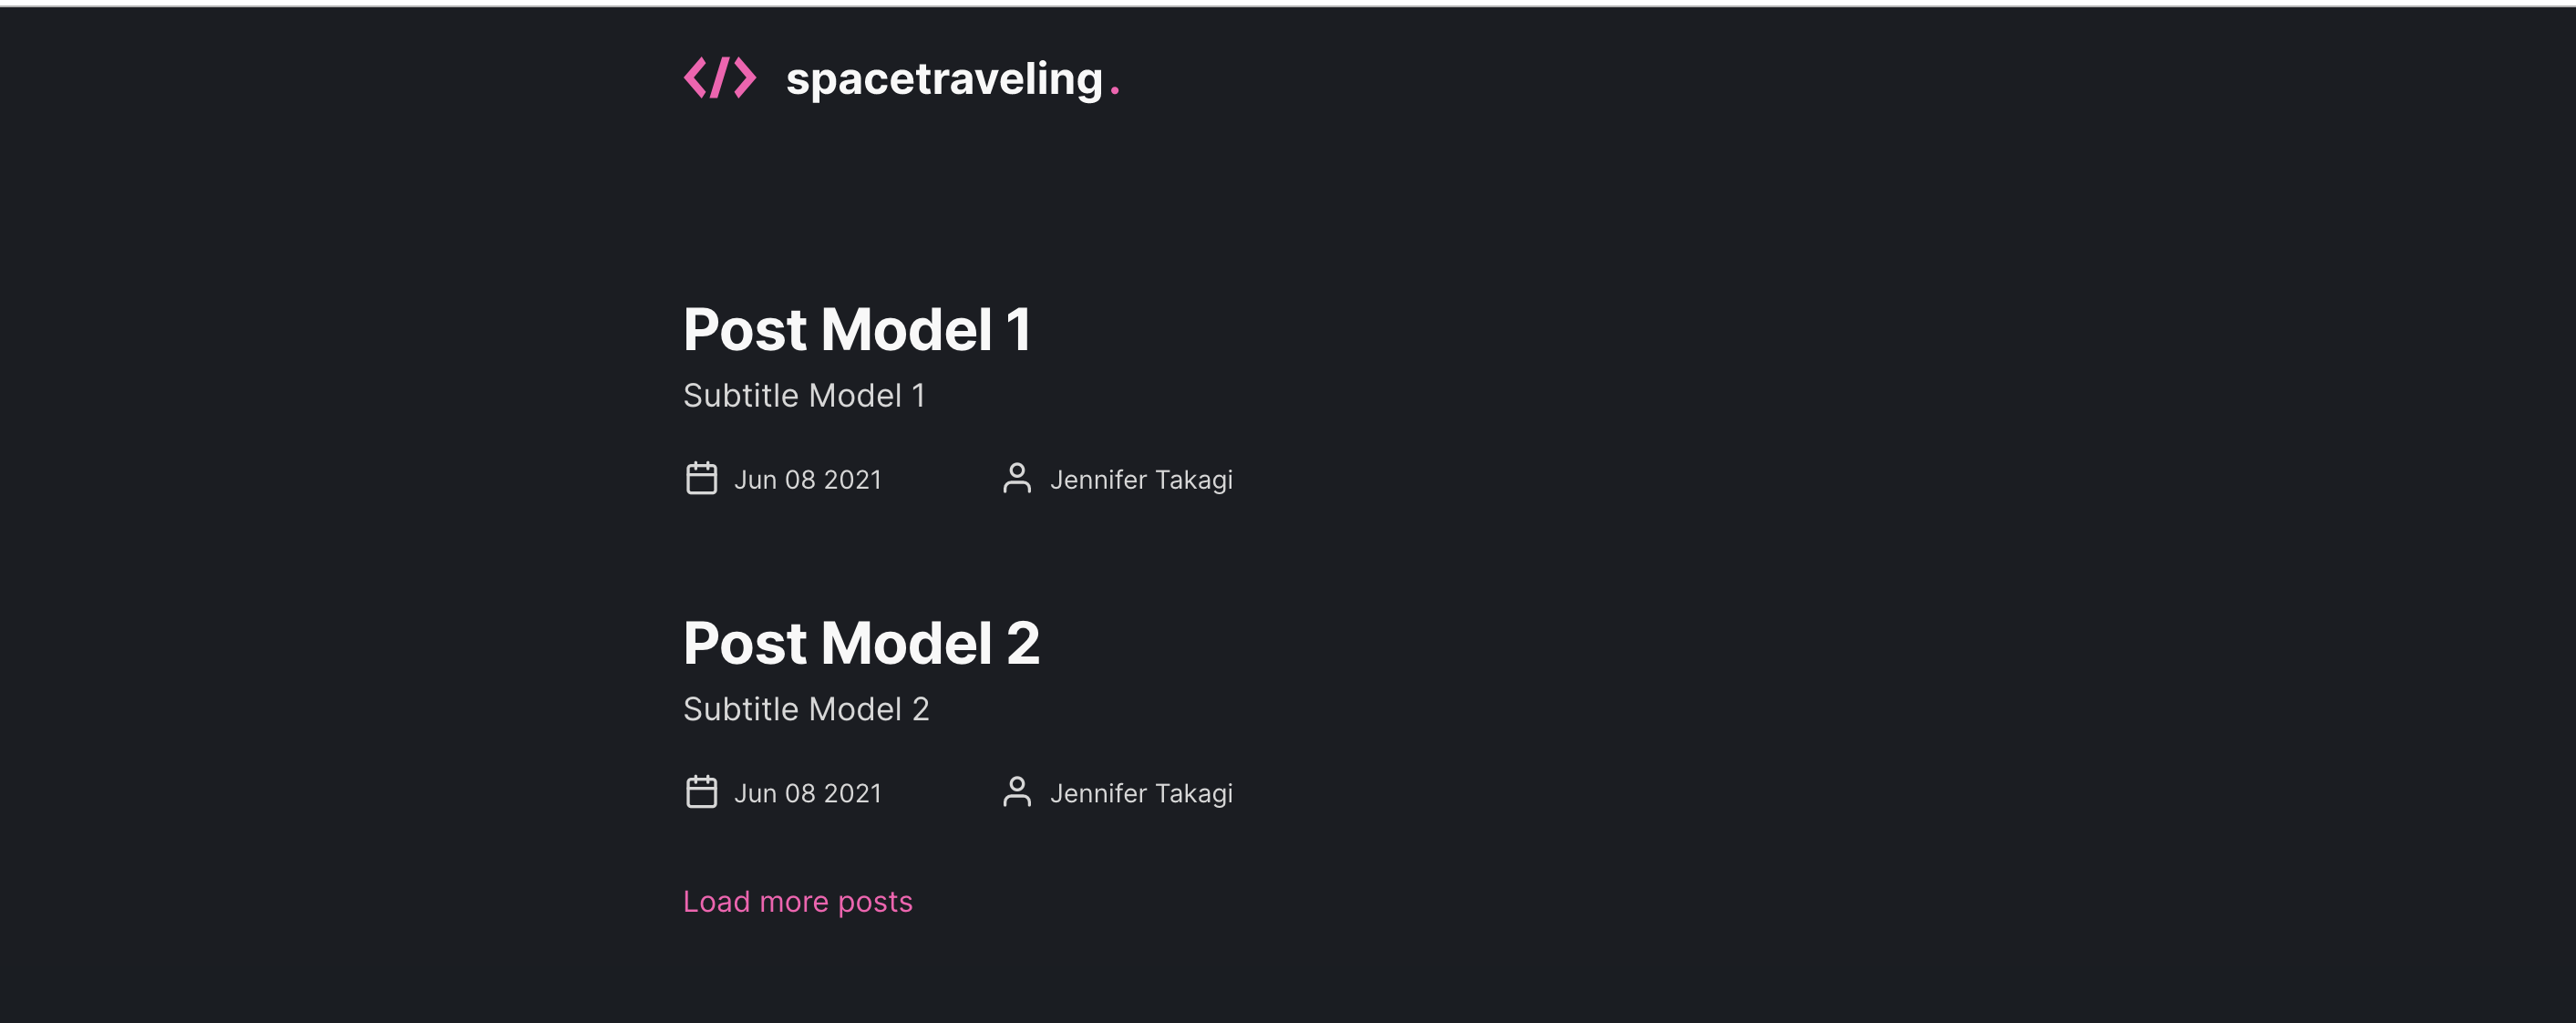 </> spacetraveling.
Post Model 1
Subtitle Model 1
Jun 08 2021 Jennifer Takagi
Post Model 2
Subtitle Model 2
Jun 08 2021 Jennifer Takagi
Load more posts